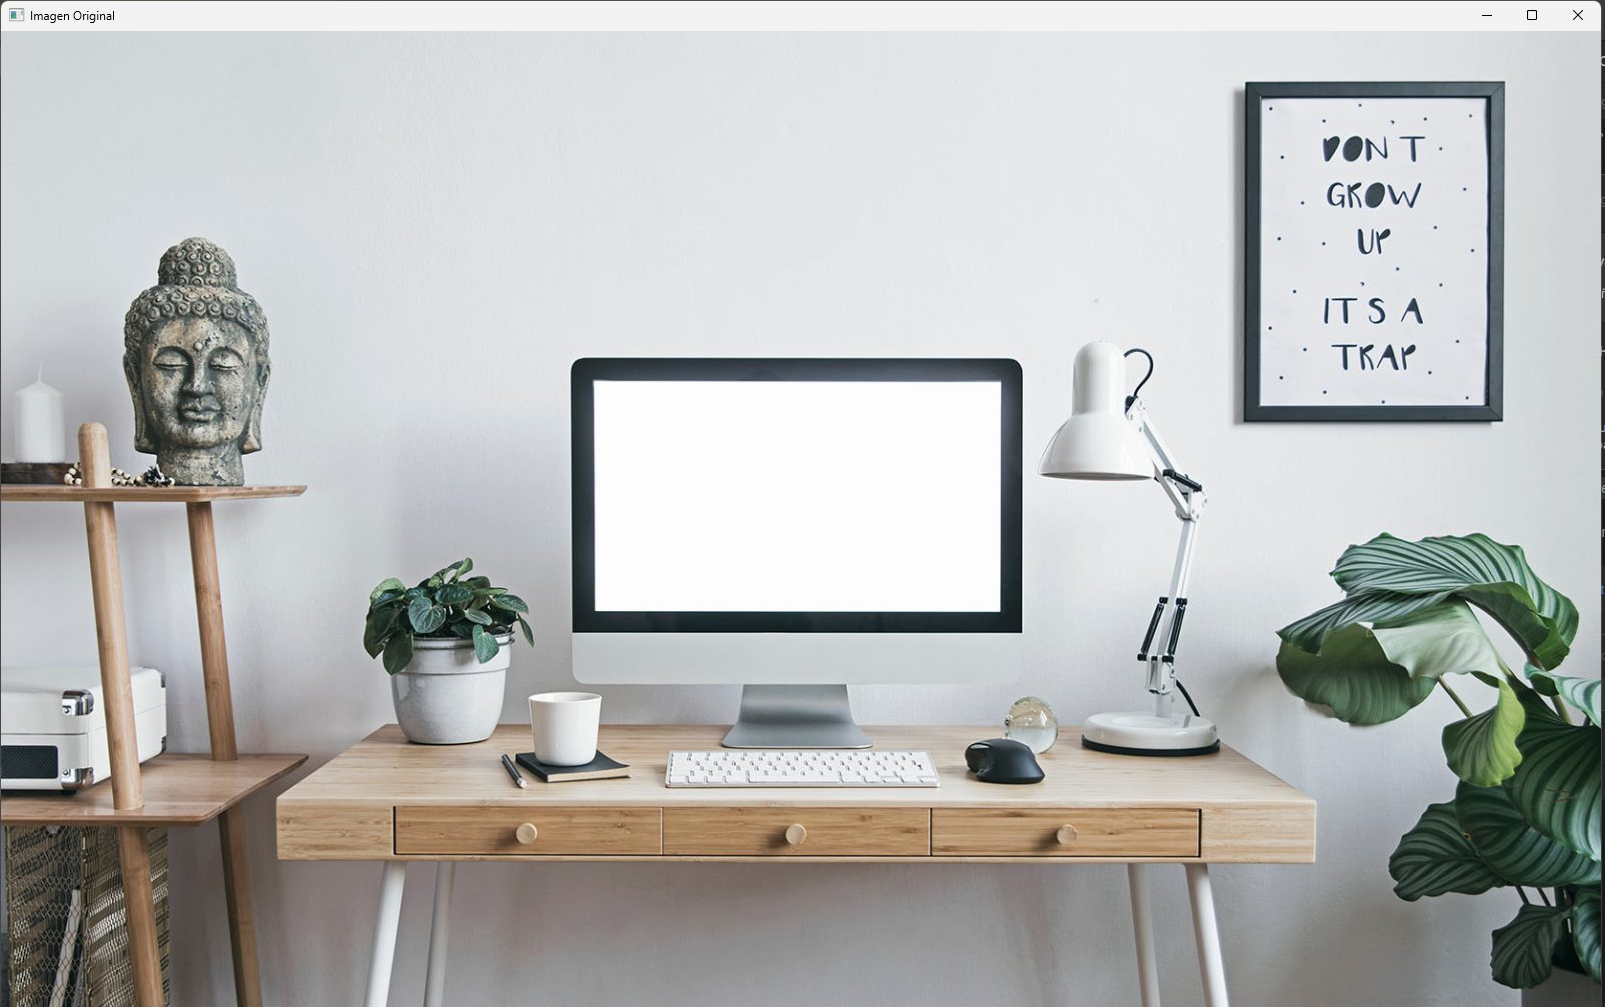 Imagen Original
DON'T
GROW
UP
IT'S A
TRAP